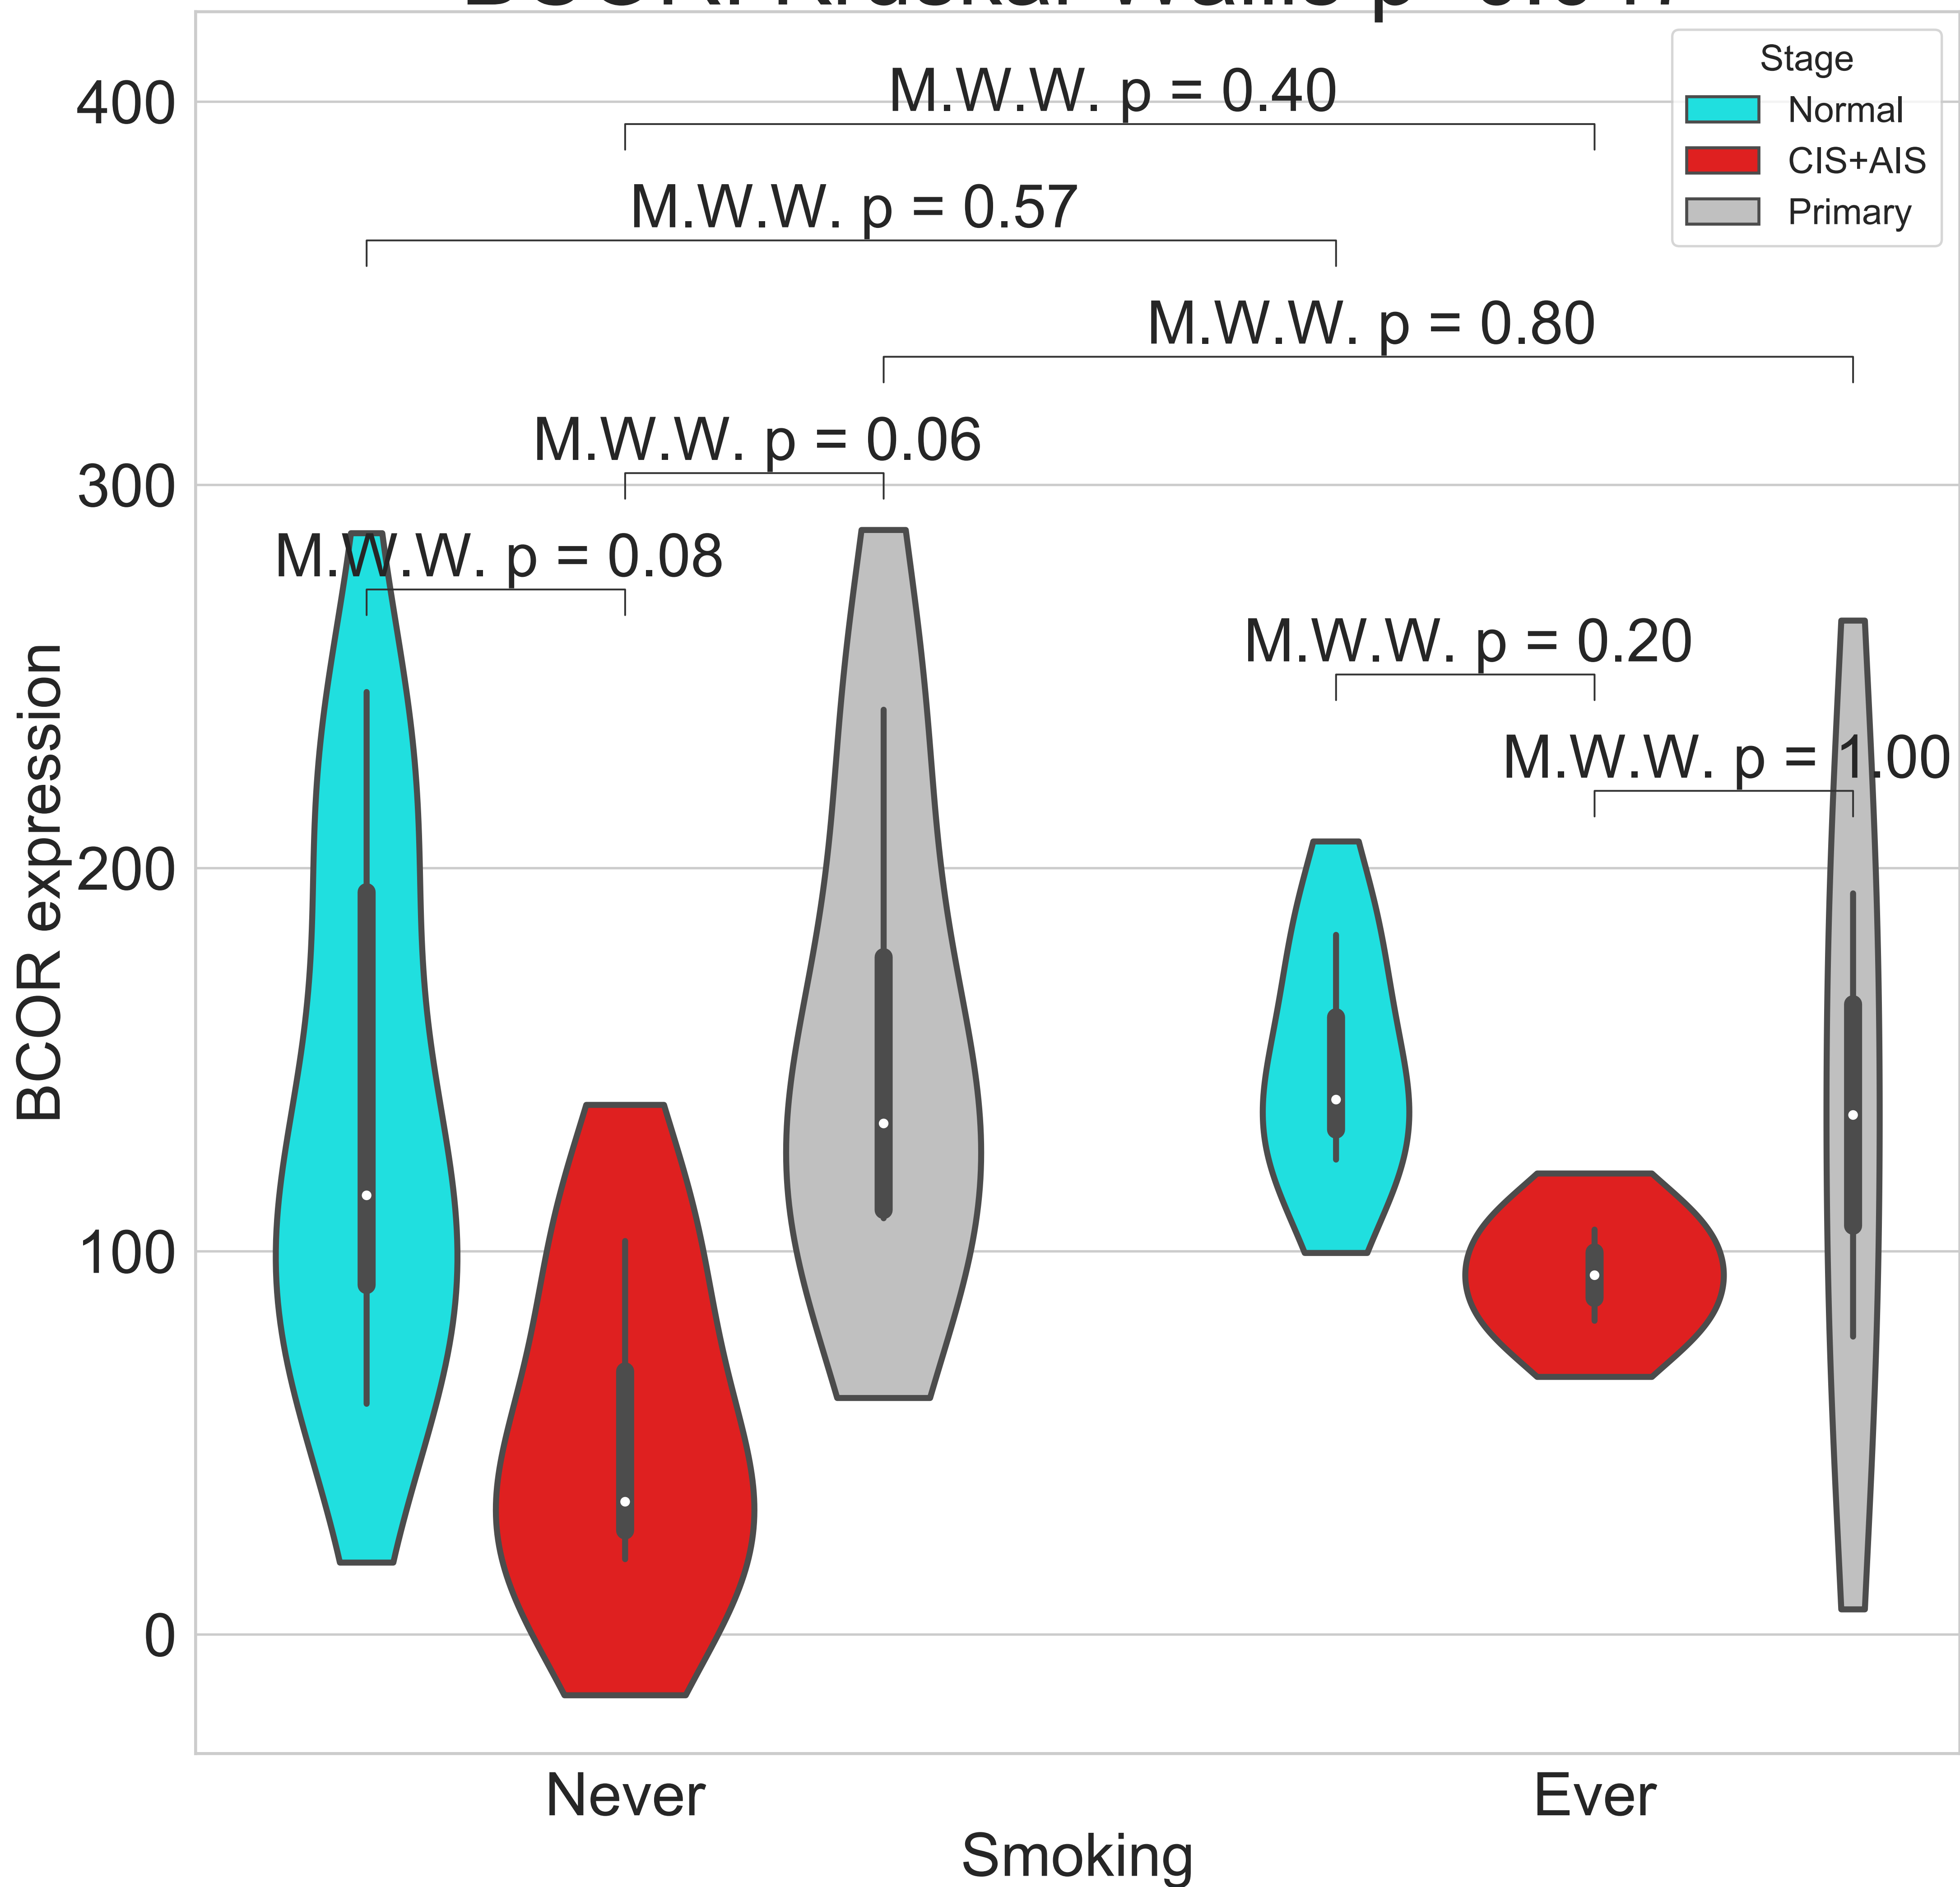 Stage
Normal
CIS+AIS
Primary
M.W.W. p = 0.40
M.W.W. p = 0.57
M.W.W. p = 0.80
M.W.W. p = 0.06
M.W.W. p = 0.08
M.W.W. p = 0.20
M.W.W. p = 1.00
BCOR expression
400
300
200
100
0
Never
Ever
Smoking